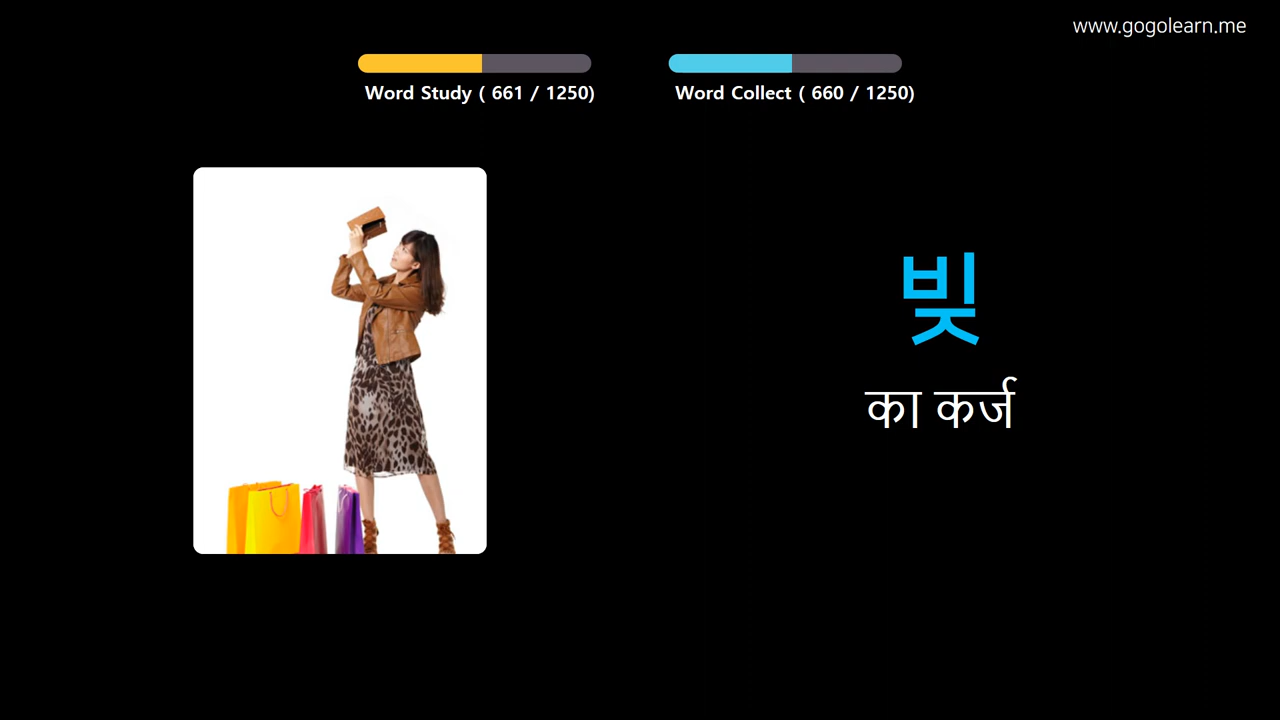 www.gogolearn.me
Word Study ( 661 / 1250)
Word Collect ( 660 / 1250)
빚
का कर्ज